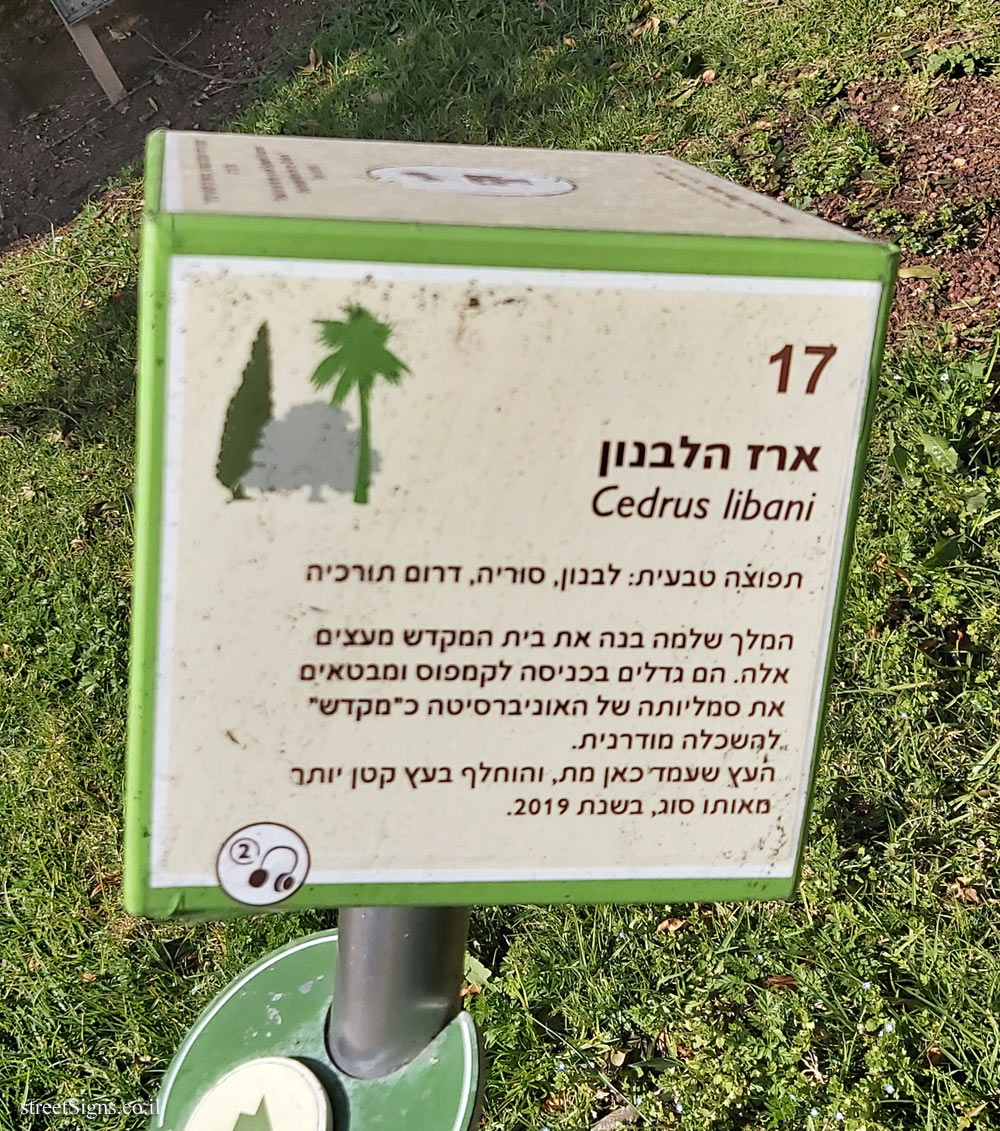 17
ארז הלבנון
Cedrus libani
תפוצה טבעית: לבנון, סוריה, דרום תורכיה
המלך שלמה בנה את בית המקדש מעצים
אלה. הם גדלים בכניסה לקמפוס ומבטאים
את סמליותה של האוניברסיטה כ"מקדש"
להשכלה מודרנית.
העץ שעמד כאן מת, והוחלף בעץ קטן יותר
מאותו סוג, בשנת 2019.
2
streetSigns.co.il